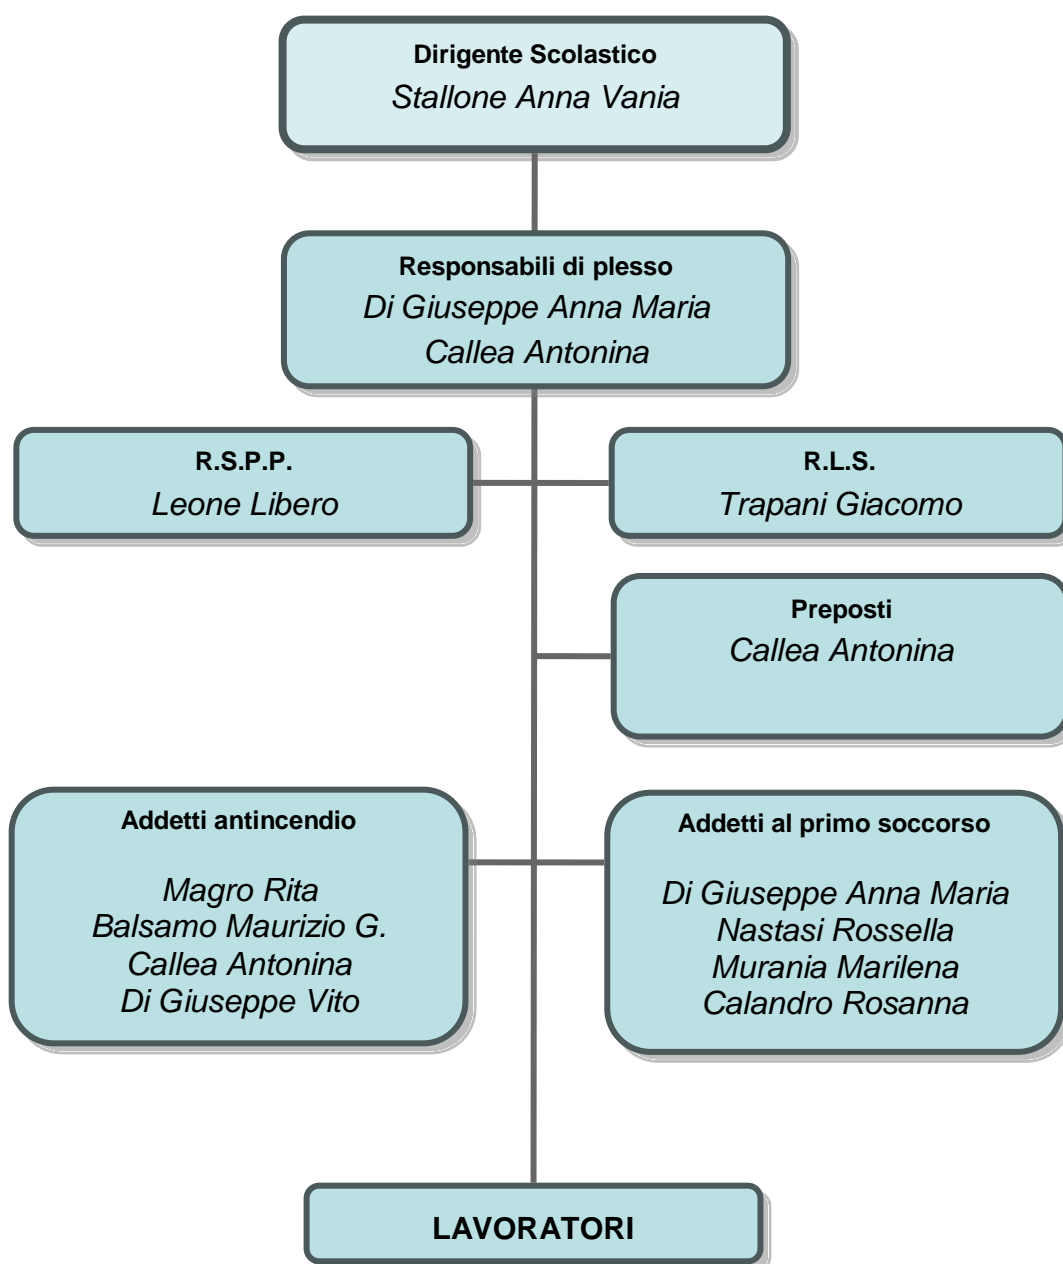 Dirigente Scolastico
Stallone Anna Vania
Responsabili di plesso
Di Giuseppe Anna Maria
Callea Antonina
R.S.P.P.
Leone Libero
R.L.S.
Trapani Giacomo
Preposti
Callea Antonina
Addetti antincendio
Magro Rita
Balsamo Maurizio G.
Callea Antonina
Di Giuseppe Vito
Addetti al primo soccorso
Di Giuseppe Anna Maria
Nastasi Rossella
Murania Marilena
Calandro Rosanna
LAVORATORI